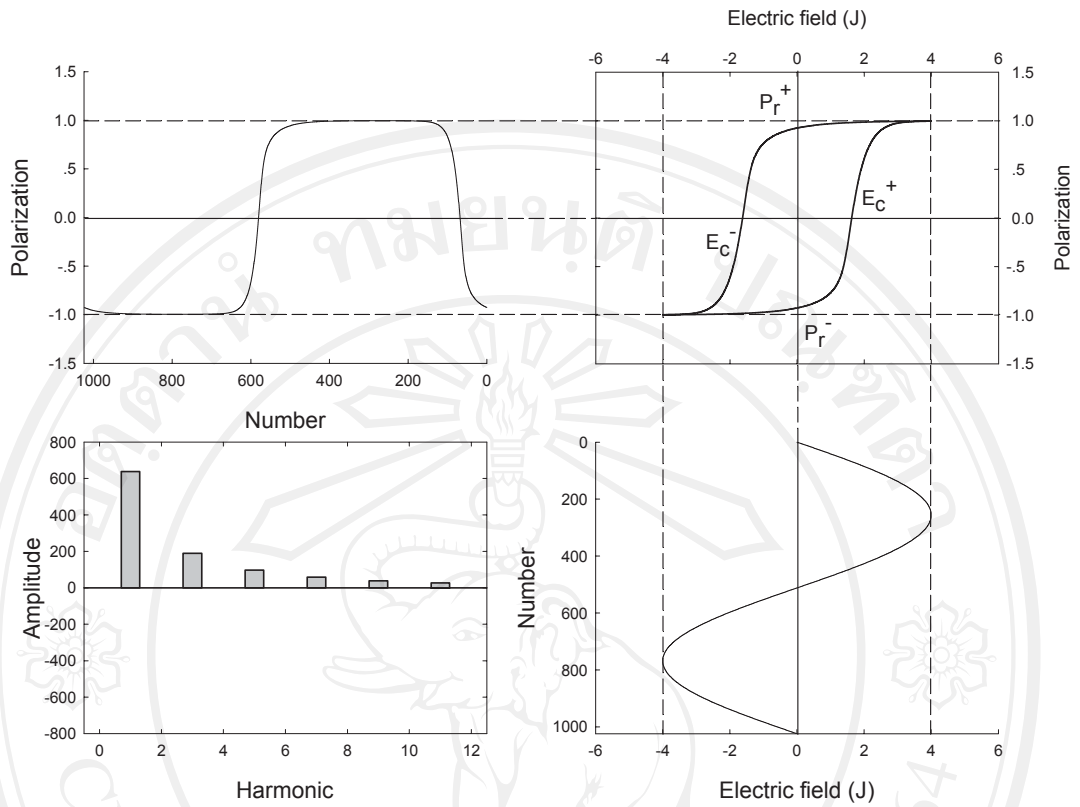 Electric field (J)
-6 -4 -2 0 2 4 6
1.5 1.0 .5 0.0 -.5 -1.0 -1.5
Polarization
1000 800 600 400 200 0
Number
Pr+
Ec+
Ec-
Pr-
1.5 1.0 .5 0.0 -.5 -1.0 -1.5
Polarization
800 600 400 200 0 -200 -400 -600 -800
Amplitude
0 2 4 6 8 10 12
Harmonic
0 200 400 600 800 1000
Number
-6 -4 -2 0 2 4 6
Electric field (J)